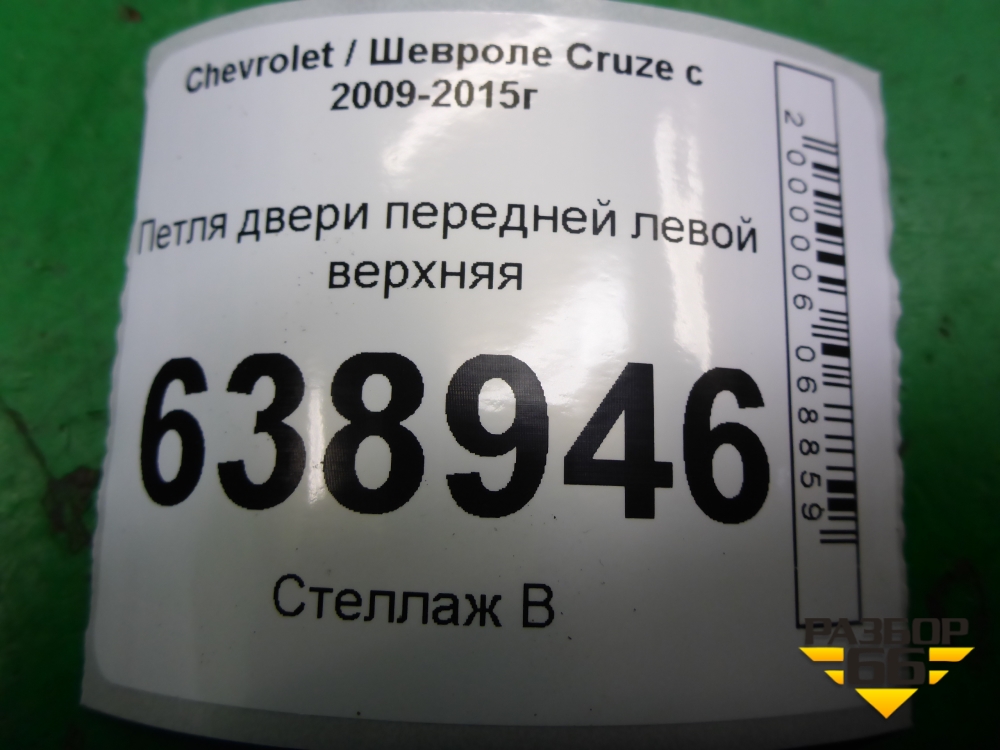 Chevrolet / Шевроле Cruze с
2009-2015г
Петля двери передней левой
верхняя
638946
Стеллаж В
2000006068859
РАЗБОР
66